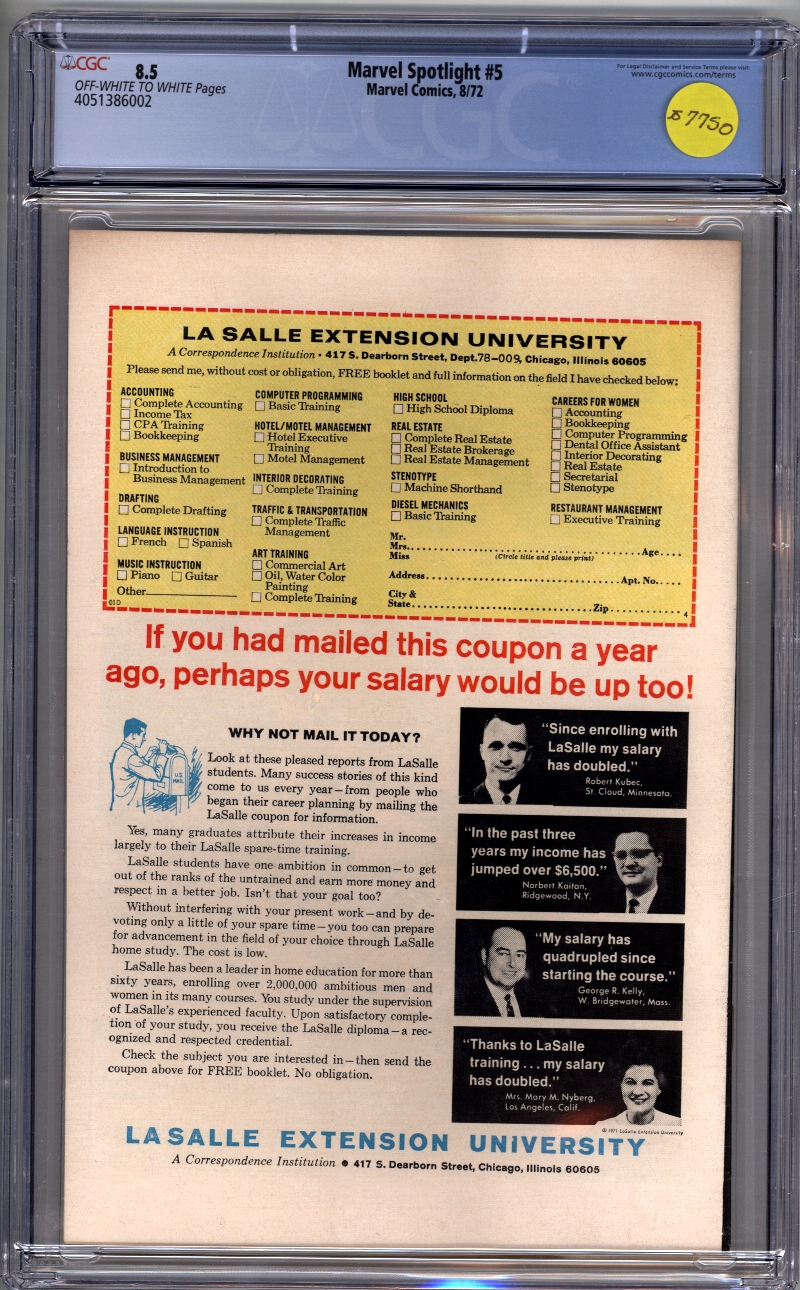 CGC
8.5
OFF-WHITE TO WHITE Pages
4051386002
Marvel Spotlight #5
Marvel Comics, 8/72
For Legal Disclaimer and Service Terms please visit:
www.cgccomics.com/terms
$7750
CGC
LA SALLE EXTENSION UNIVERSITY
A Correspondence Institution • 417 S. Dearborn Street, Dept. 78-009, Chicago, Illinois 60605
Please send me, without cost or obligation, FREE booklet and full information on the field I have checked below:
ACCOUNTING
Complete Accounting
Income Tax
CPA Training
Bookkeeping
BUSINESS MANAGEMENT
Introduction to
Business Management
DRAFTING
Complete Drafting
LANGUAGE INSTRUCTION
French Spanish
MUSIC INSTRUCTION
Piano Guitar
Other
01D
COMPUTER PROGRAMMING
Basic Training
HOTEL/MOTEL MANAGEMENT
Hotel Executive
Training
Motel Management
INTERIOR DECORATING
Complete Training
TRAFFIC & TRANSPORTATION
Complete Traffic
Management
ART TRAINING
Commercial Art
Oil, Water Color
Painting
Complete Training
HIGH SCHOOL
High School Diploma
REAL ESTATE
Complete Real Estate
Real Estate Brokerage
Real Estate Management
STENOTYPE
Machine Shorthand
DIESEL MECHANICS
Basic Training
CAREERS FOR WOMEN
Accounting
Bookkeeping
Computer Programming
Dental Office Assistant
Interior Decorating
Real Estate
Secretarial
Stenotype
RESTAURANT MANAGEMENT
Executive Training
Mr.
Mrs. Age
Miss (Circle title and please print)
Address Apt. No.
City &
State Zip
4
If you had mailed this coupon a year
ago, perhaps your salary would be up too!
WHY NOT MAIL IT TODAY?
U.S.
MAIL
Look at these pleased reports from LaSalle
students. Many success stories of this kind
come to us every year—from people who
began their career planning by mailing the
LaSalle coupon for information.
Yes, many graduates attribute their increases in income
largely to their LaSalle spare-time training.
LaSalle students have one ambition in common—to get
out of the ranks of the untrained and earn more money and
respect in a better job. Isn't that your goal too?
Without interfering with your present work—and by de-
voting only a little of your spare time—you too can prepare
for advancement in the field of your choice through LaSalle
home study. The cost is low.
LaSalle has been a leader in home education for more than
sixty years, enrolling over 2,000,000 ambitious men and
women in its many courses. You study under the supervision
of LaSalle's experienced faculty. Upon satisfactory comple-
tion of your study, you receive the LaSalle diploma—a rec-
ognized and respected credential.
Check the subject you are interested in—then send the
coupon above for FREE booklet. No obligation.
"Since enrolling with
LaSalle my salary
has doubled."
Robert Kubec,
St. Cloud, Minnesota.
"In the past three
years my income has
jumped over $6,500."
Norbert Kaitan,
Ridgewood, N.Y.
"My salary has
quadrupled since
starting the course."
George R. Kelly,
W. Bridgewater, Mass.
"Thanks to LaSalle
training . . . my salary
has doubled."
Mrs. Mary M. Nyberg,
Los Angeles, Calif.
© 1971 LaSalle Extension University
LA SALLE EXTENSION UNIVERSITY
A Correspondence Institution • 417 S. Dearborn Street, Chicago, Illinois 60605